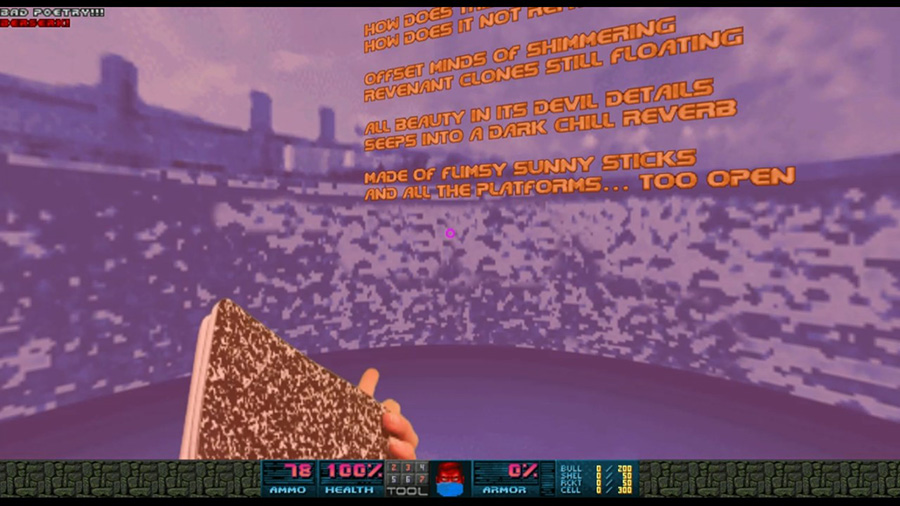 BAD POETRY!!!
BERSERK!
HOW DOES
HOW DOES IT NOT
OFFSET MINDS OF SHIMMERING
REVENANT CLONES STILL FLOATING
ALL BEAUTY IN ITS DEVIL DETAILS
SEEPS INTO A DARK CHILL REVERB
MADE OF FLIMSY SUNNY STICKS
AND ALL THE PLATFORMS... TOO OPEN
78 100% 2 3 4 0% BULL 0 / 200
5 6 7 SHEL 0 / 50
AMMO HEALTH TOOL ARMOR RCKT 0 / 50
CELL 0 / 300